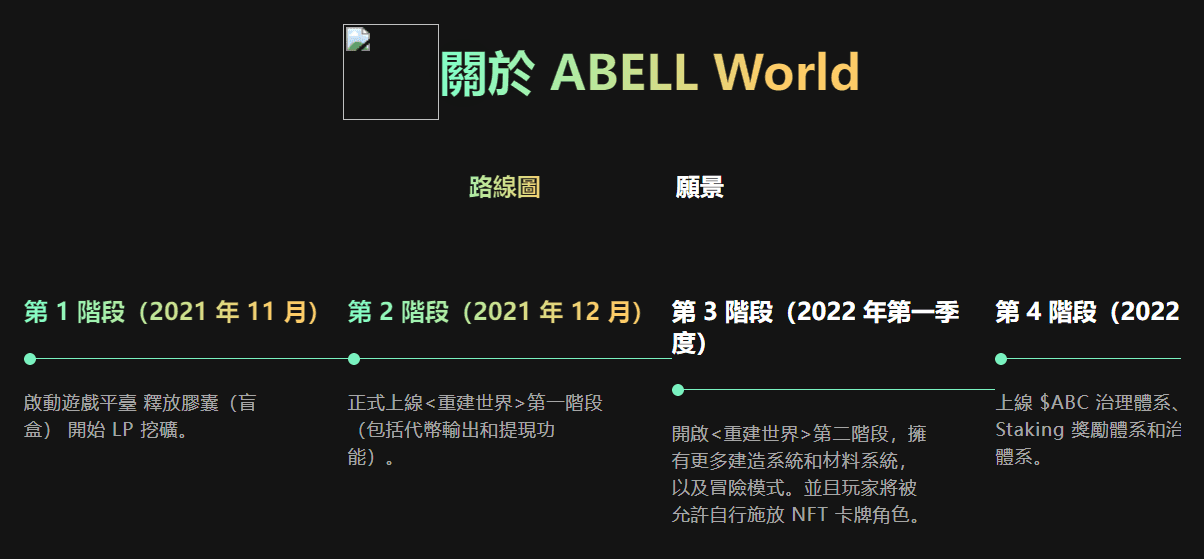 關於 ABELL World
路線圖
願景
第 1 階段（2021 年 11 月）
啟動遊戲平臺 釋放膠囊（盲
盒） 開始 LP 挖礦。
第 2 階段（2021 年 12 月）
正式上線<重建世界>第一階段
（包括代幣輸出和提現功
能）。
第 3 階段（2022 年第一季
度）
開啟<重建世界>第二階段，擁
有更多建造系統和材料系統，
以及冒險模式。並且玩家將被
允許自行施放 NFT 卡牌角色。
第 4 階段（2022
上線 $ABC 治理體系、
Staking 獎勵體系和治
體系。